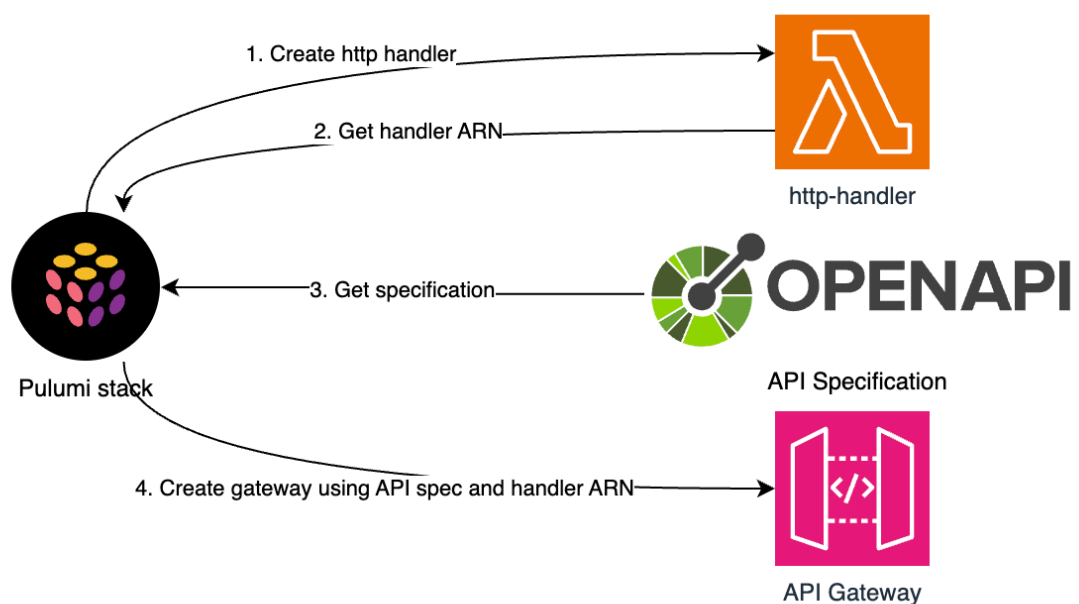 1. Create http handler
2. Get handler ARN
http-handler
3. Get specification
OPENAPI
Pulumi stack
API Specification
4. Create gateway using API spec and handler ARN
</>
API Gateway